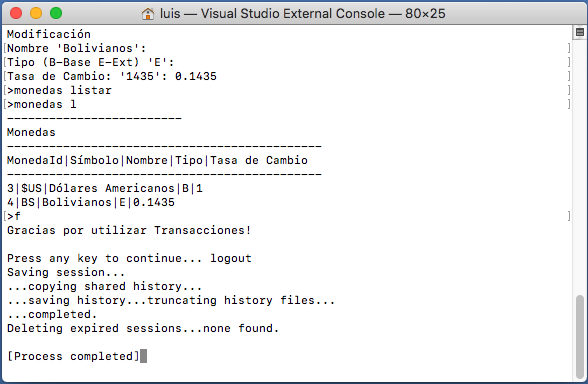 luis — Visual Studio External Console — 80×25
Modificación
[Nombre 'Bolivianos': ]
[Tipo (B-Base E-Ext) 'E': ]
[Tasa de Cambio: '1435': 0.1435 ]
[>monedas listar ]
[>monedas l ]
-------------------------
Monedas
---------------------------------------------
MonedaId|Símbolo|Nombre|Tipo|Tasa de Cambio
---------------------------------------------
3|$US|Dólares Americanos|B|1
4|BS|Bolivianos|E|0.1435
[>f ]
Gracias por utilizar Transacciones!
Press any key to continue... logout
Saving session...
...copying shared history...
...saving history...truncating history files...
...completed.
Deleting expired sessions...none found.
[Process completed]